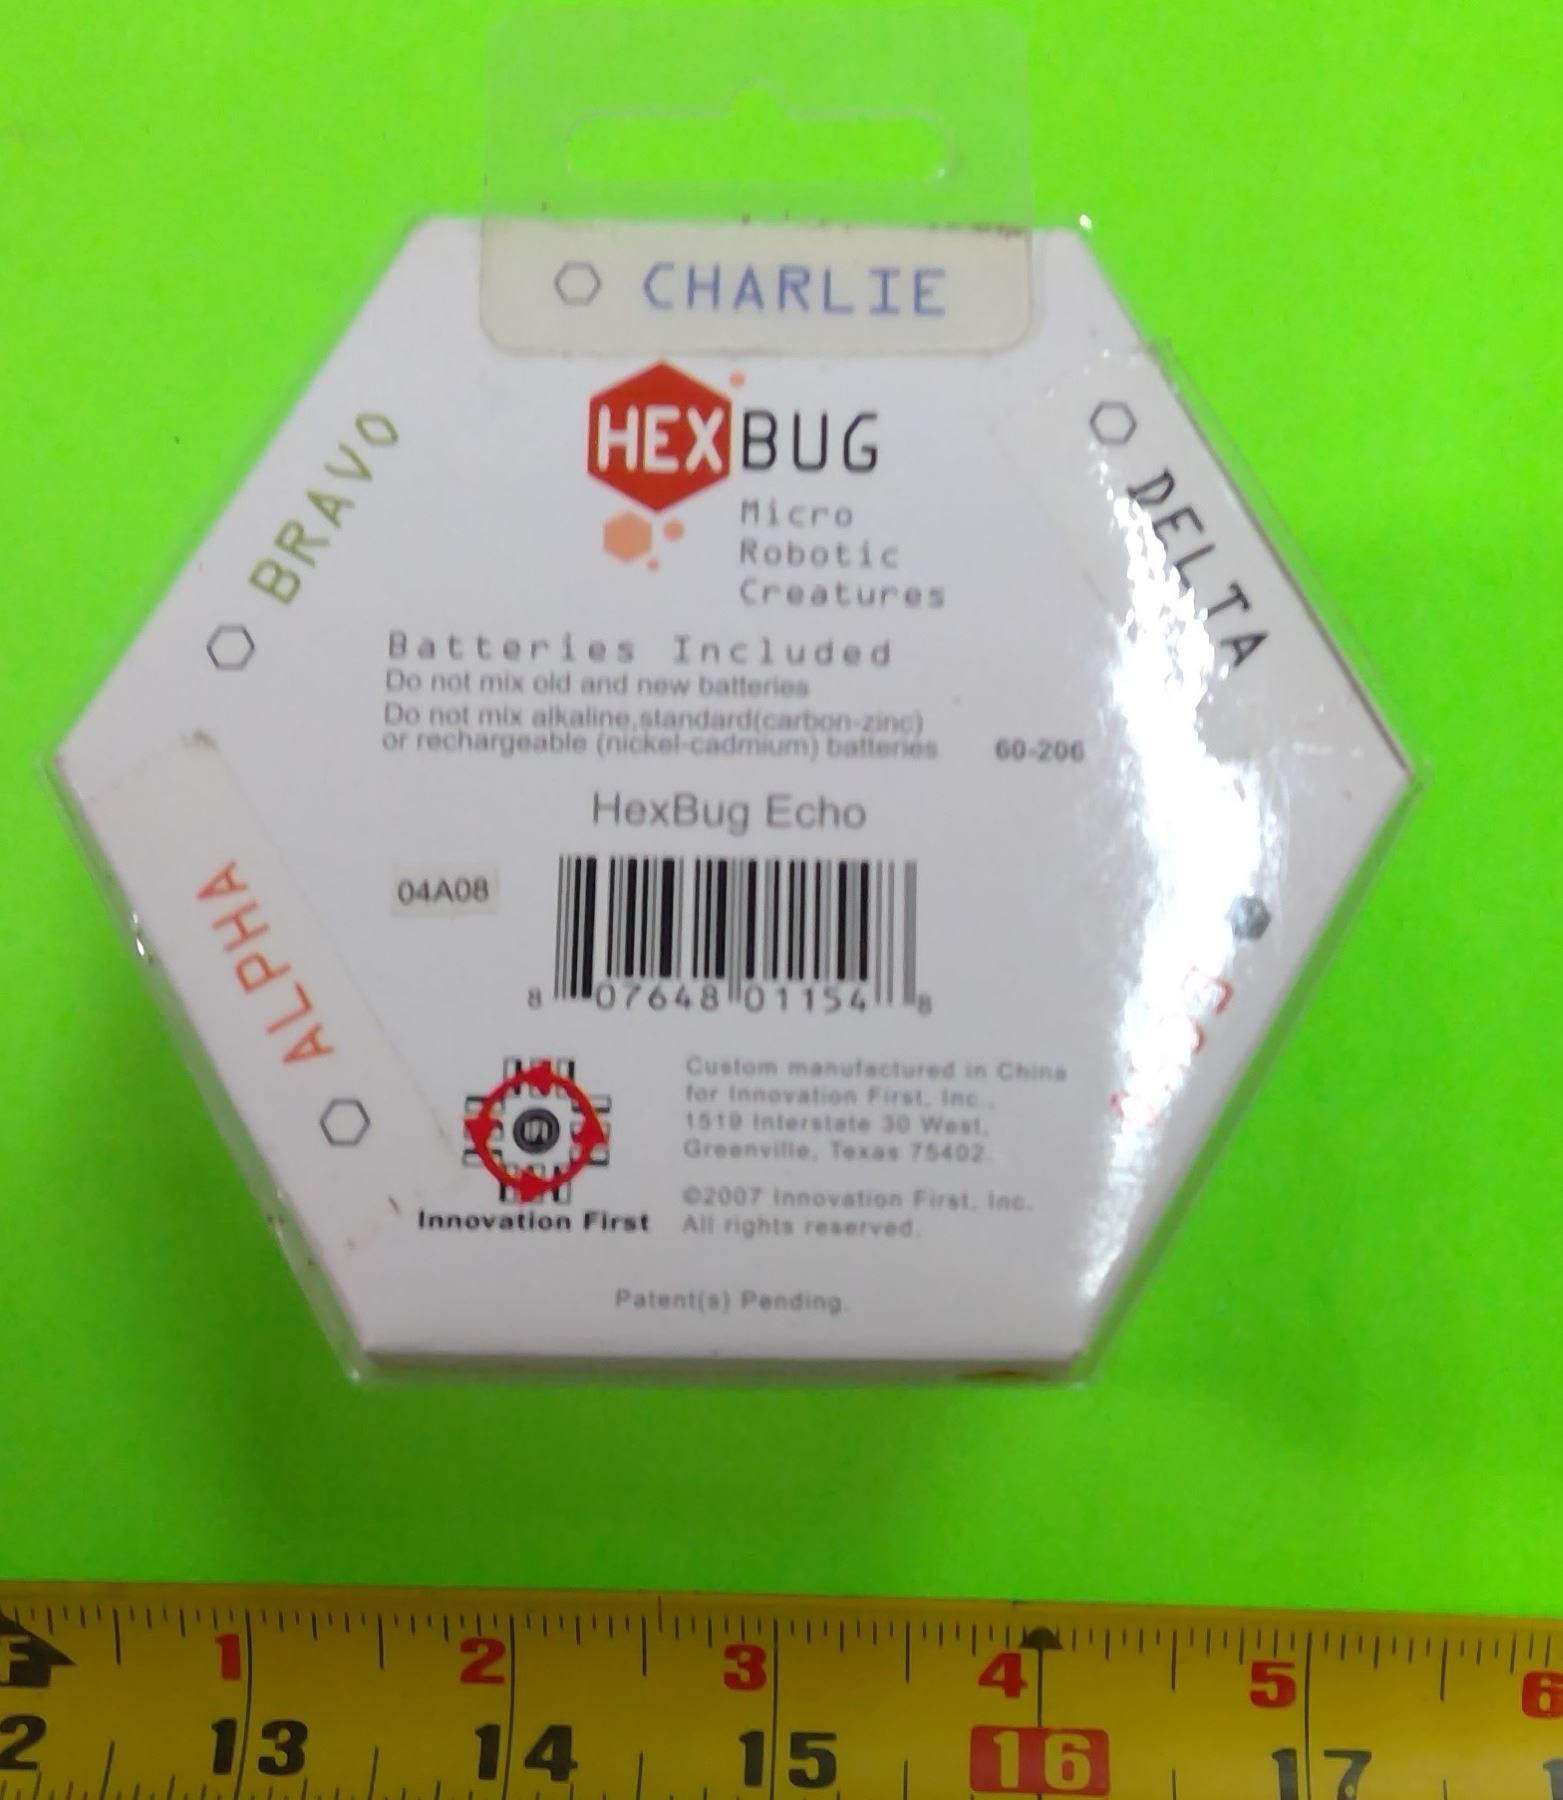 CHARLIE
BRAVO
DELTA
ALPHA
HEXBUG
Micro
Robotic
Creatures
Batteries Included
Do not mix old and new batteries
Do not mix alkaline,standard(carbon-zinc)
or rechargeable (nickel-cadmium) batteries
60-206
HexBug Echo
04A08
8 07648 01154 8
Custom manufactured in China
for Innovation First, Inc.,
1519 Interstate 30 West,
Greenville, Texas 75402.
©2007 Innovation First, Inc.
All rights reserved.
Innovation First
Patent(s) Pending.
1 2 3 4 5 6
2 13 14 15 16 17 1